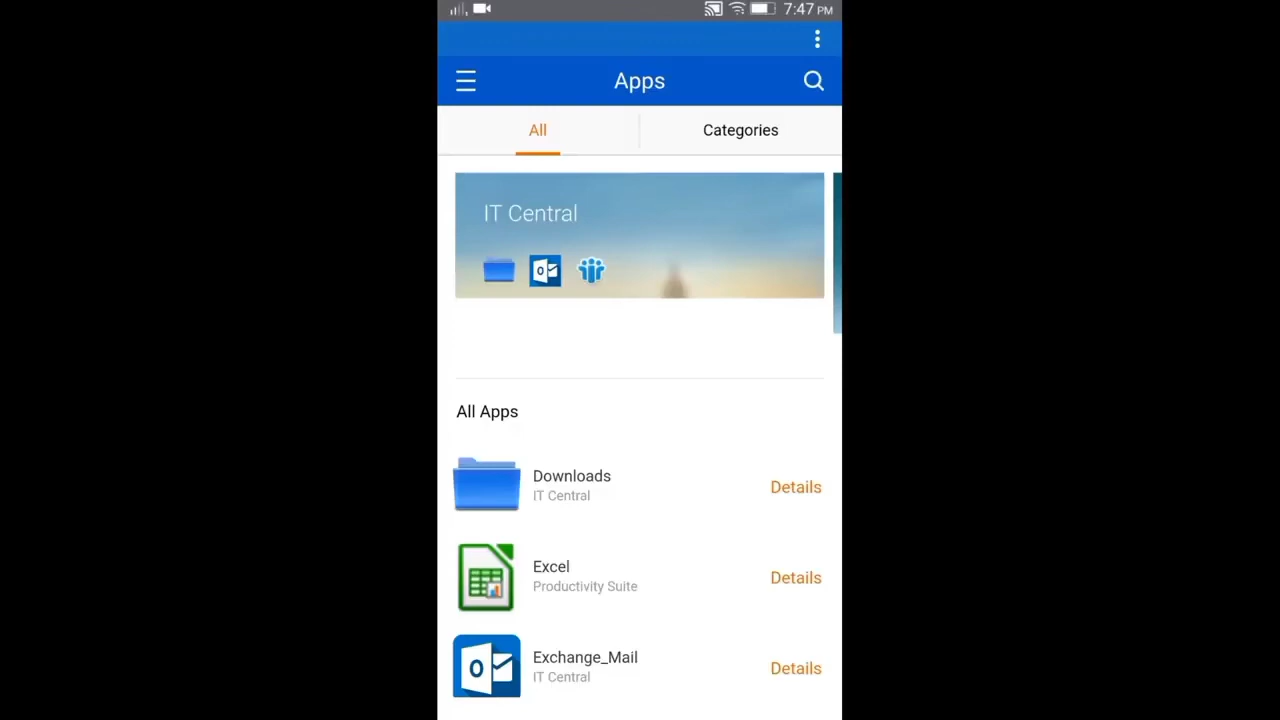 7:47 PM
Apps
All
Categories
IT Central
All Apps
Downloads
IT Central
Details
Excel
Productivity Suite
Details
Exchange_Mail
IT Central
Details